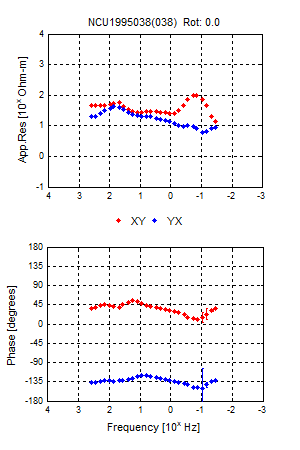 NCU1995038(038) Rot: 0.0
App.Res [10ˣ Ohm-m]
4
3
2
1
0
-1
4 3 2 1 0 -1 -2 -3
XY YX
Phase [degrees]
180
135
90
45
0
-45
-90
-135
-180
4 3 2 1 0 -1 -2 -3
Frequency [10ˣ Hz]